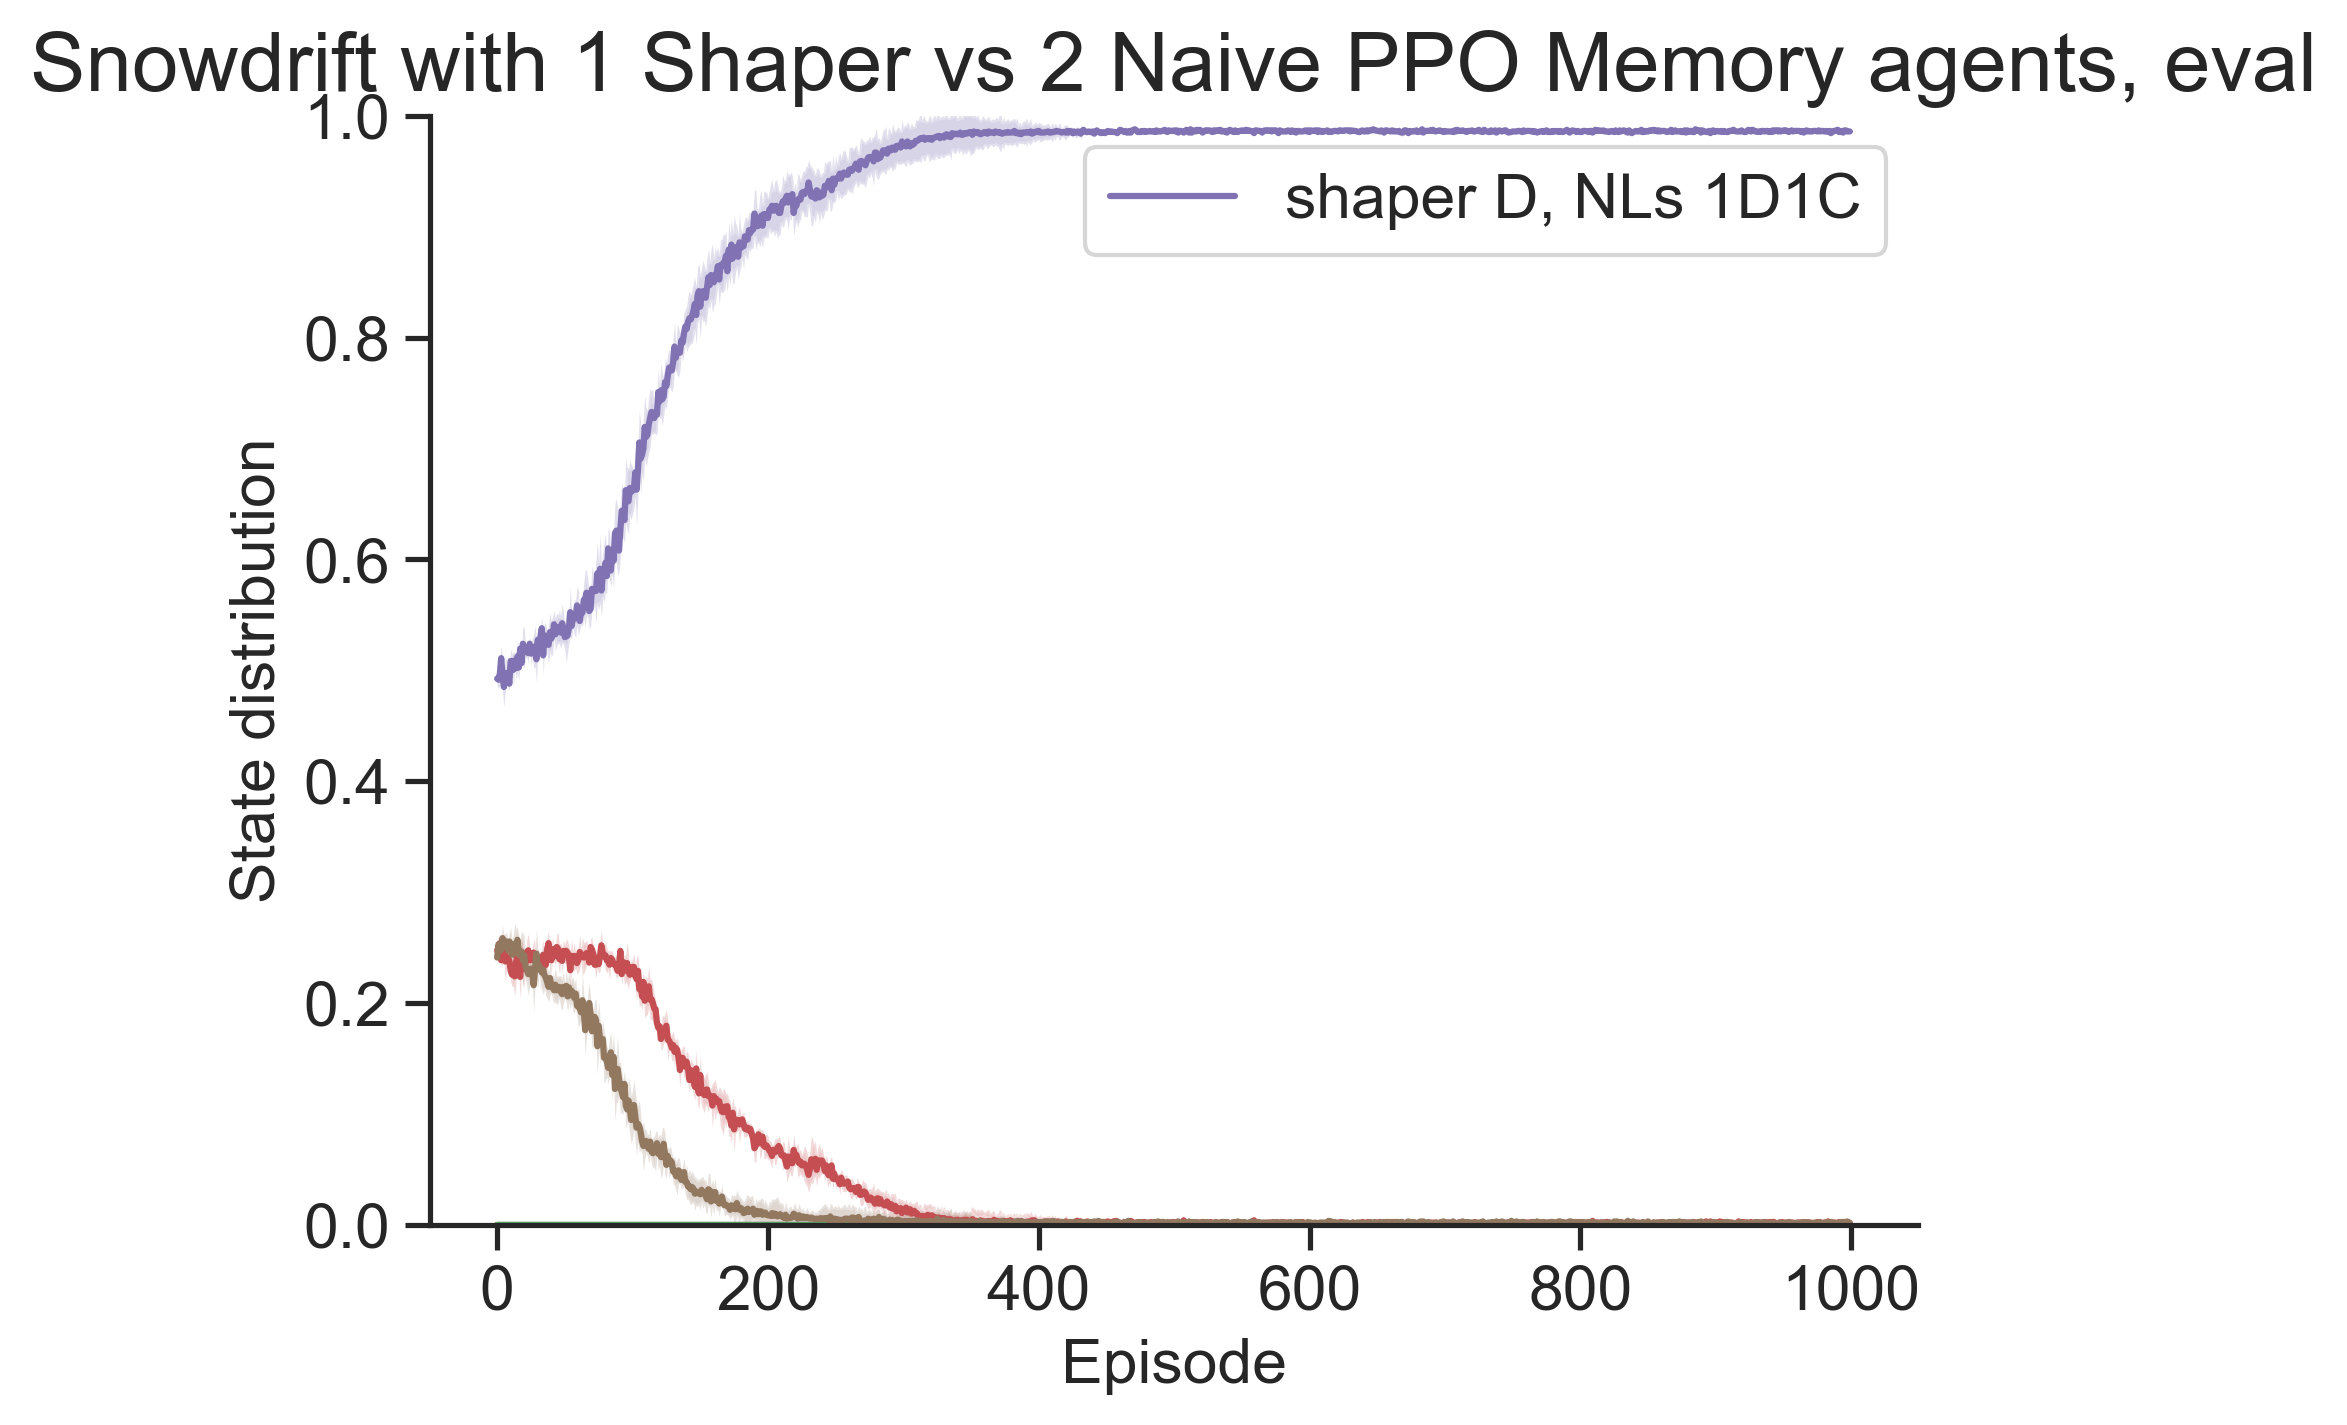 Snowdrift with 1 Shaper vs 2 Naive PPO Memory agents, eval
1.0
shaper D, NLs 1D1C
0.8
0.6
0.4
0.2
0.0
State distribution
0 200 400 600 800 1000
Episode